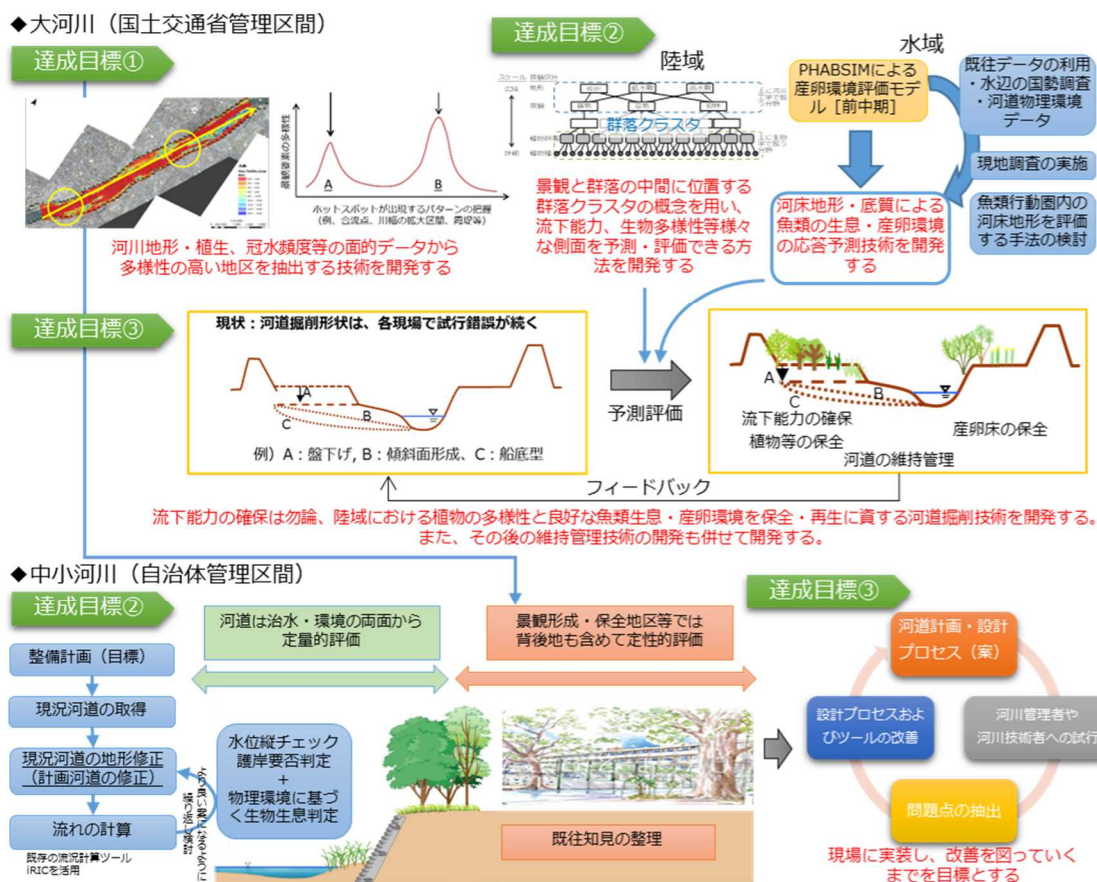 ◆大河川（国土交通省管理区間）
達成目標①
景観要素の多様性
A
B
ホットスポットが出現するパターンの把握
（例、合流点、川幅の拡大区間、霞堤等）
河川地形・植生、冠水頻度等の面的データから
多様性の高い地区を抽出する技術を開発する
達成目標②
陸域
水域
スケール
群落クラスタ
景観と群落の中間に位置する
群落クラスタの概念を用い、
流下能力、生物多様性等様々
な側面を予測・評価できる方
法を開発する
PHABSIMによる
産卵環境評価モ
デル［前中期］
既往データの利用
・水辺の国勢調査
・河道物理環境
データ
現地調査の実施
魚類行動圏内の
河床地形を評価
する手法の検討
河床地形・底質による
魚類の生息・産卵環境
の応答予測技術を開発
する
達成目標③
現状：河道掘削形状は、各現場で試行錯誤が続く
A
B
C
例）A：盤下げ, B：傾斜面形成、C：船底型
予測評価
A
B
C
流下能力の確保
植物等の保全
産卵床の保全
河道の維持管理
フィードバック
流下能力の確保は勿論、陸域における植物の多様性と良好な魚類生息・産卵環境を保全・再生に資する河道掘削技術を開発する。
また、その後の維持管理技術の開発も併せて開発する。
◆中小河川（自治体管理区間）
達成目標②
整備計画（目標）
現況河道の取得
現況河道の地形修正
（計画河道の修正）
流れの計算
既存の流況計算ツール
iRICを活用
より良い案になるように
繰り返し検討
河道は治水・環境の両面から
定量的評価
水位縦チェック
護岸要否判定
+
物理環境に基づ
く生物生息判定
景観形成・保全地区等では
背後地も含めて定性的評価
既往知見の整理
達成目標③
河道計画・設計
プロセス（案）
設計プロセスおよ
びツールの改善
河川管理者や
河川技術者への試行
問題点の抽出
現場に実装し、改善を図っていく
までを目標とする